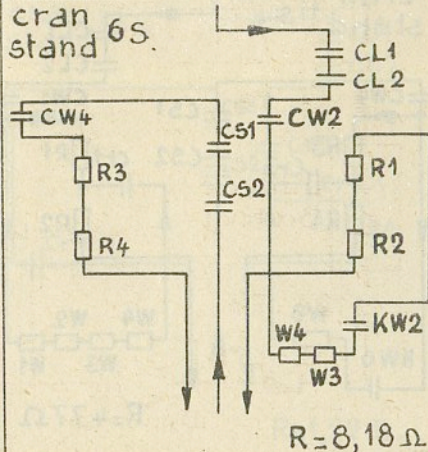 cran
stand 6S.
CL1
CL2
CW4
CS1
CW2
R3
CS2
R1
R4
R2
KW2
W4
W3
R=8,18 Ω